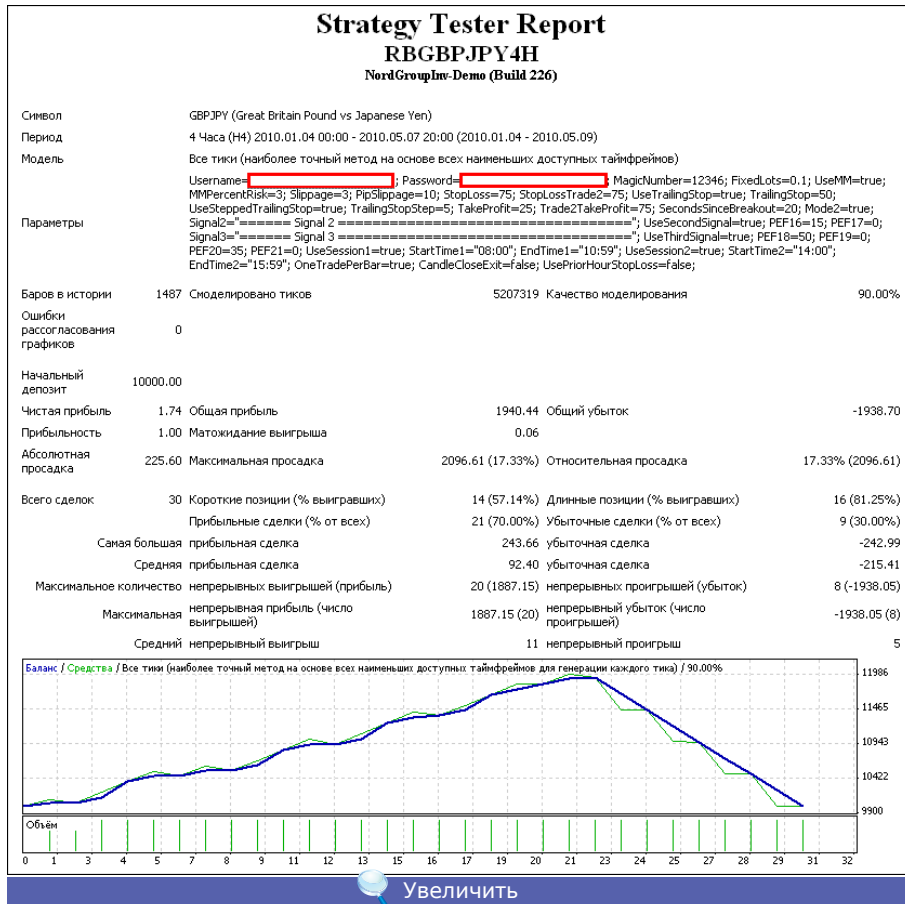 Strategy Tester Report
RBGBPJPY4H
NordGroupInv-Demo (Build 226)
Символ GBPJPY (Great Britain Pound vs Japanese Yen)
Период 4 Часа (H4) 2010.01.04 00:00 - 2010.05.07 20:00 (2010.01.04 - 2010.05.09)
Модель Все тики (наиболее точный метод на основе всех наименьших доступных таймфреймов)
Параметры Username= ; Password= ; MagicNumber=12346; FixedLots=0.1; UseMM=true;
MMPercentRisk=3; Slippage=3; PipSlippage=10; StopLoss=75; StopLossTrade2=75; UseTrailingStop=true; TrailingStop=50;
UseSteppedTrailingStop=true; TrailingStopStep=5; TakeProfit=25; Trade2TakeProfit=75; SecondsSinceBreakout=20; Mode2=true;
Signal2="====== Signal 2 ================================"; UseSecondSignal=true; PEF16=15; PEF17=0;
Signal3="====== Signal 3 ================================"; UseThirdSignal=true; PEF18=50; PEF19=0;
PEF20=35; PEF21=0; UseSession1=true; StartTime1="08:00"; EndTime1="10:59"; UseSession2=true; StartTime2="14:00";
EndTime2="15:59"; OneTradePerBar=true; CandleCloseExit=false; UsePriorHourStopLoss=false;
Баров в истории 1487 Смоделировано тиков 5207319 Качество моделирования 90.00%
Ошибки
рассогласования 0
графиков
Начальный
депозит 10000.00
Чистая прибыль 1.74 Общая прибыль 1940.44 Общий убыток -1938.70
Прибыльность 1.00 Матожидание выигрыша 0.06
Абсолютная
просадка 225.60 Максимальная просадка 2096.61 (17.33%) Относительная просадка 17.33% (2096.61)
Всего сделок 30 Короткие позиции (% выигравших) 14 (57.14%) Длинные позиции (% выигравших) 16 (81.25%)
Прибыльные сделки (% от всех) 21 (70.00%) Убыточные сделки (% от всех) 9 (30.00%)
Самая большая прибыльная сделка 243.66 убыточная сделка -242.99
Средняя прибыльная сделка 92.40 убыточная сделка -215.41
Максимальное количество непрерывных выигрышей (прибыль) 20 (1887.15) непрерывных проигрышей (убыток) 8 (-1938.05)
Максимальная непрерывная прибыль (число выигрышей) 1887.15 (20) непрерывный убыток (число проигрышей) -1938.05 (8)
Средний непрерывный выигрыш 11 непрерывный проигрыш 5
Баланс / Средства / Все тики (наиболее точный метод на основе всех наименьших доступных таймфреймов для генерации каждого тика) / 90.00%
11986
11465
10943
10422
9900
Объём
0 1 3 4 5 7 8 9 11 12 13 15 16 17 19 20 21 23 24 25 27 28 29 31 32
Увеличить